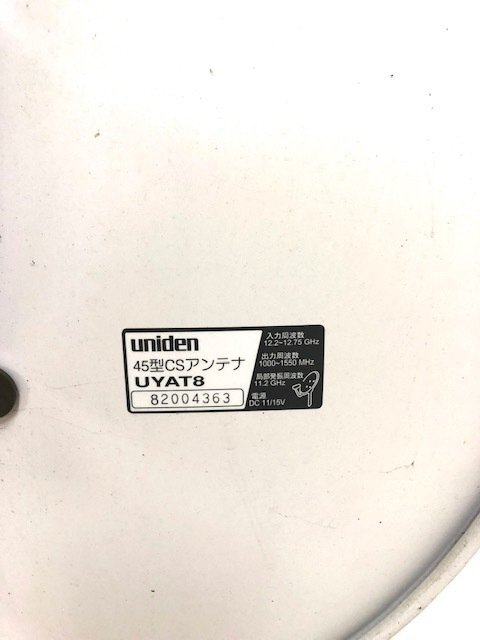 uniden
45型CSアンテナ
UYAT8
82004363
入力周波数
12.2~12.75 GHz
出力周波数
1000~1550 MHz
局部発振周波数
11.2 GHz
電源
DC 11/15V